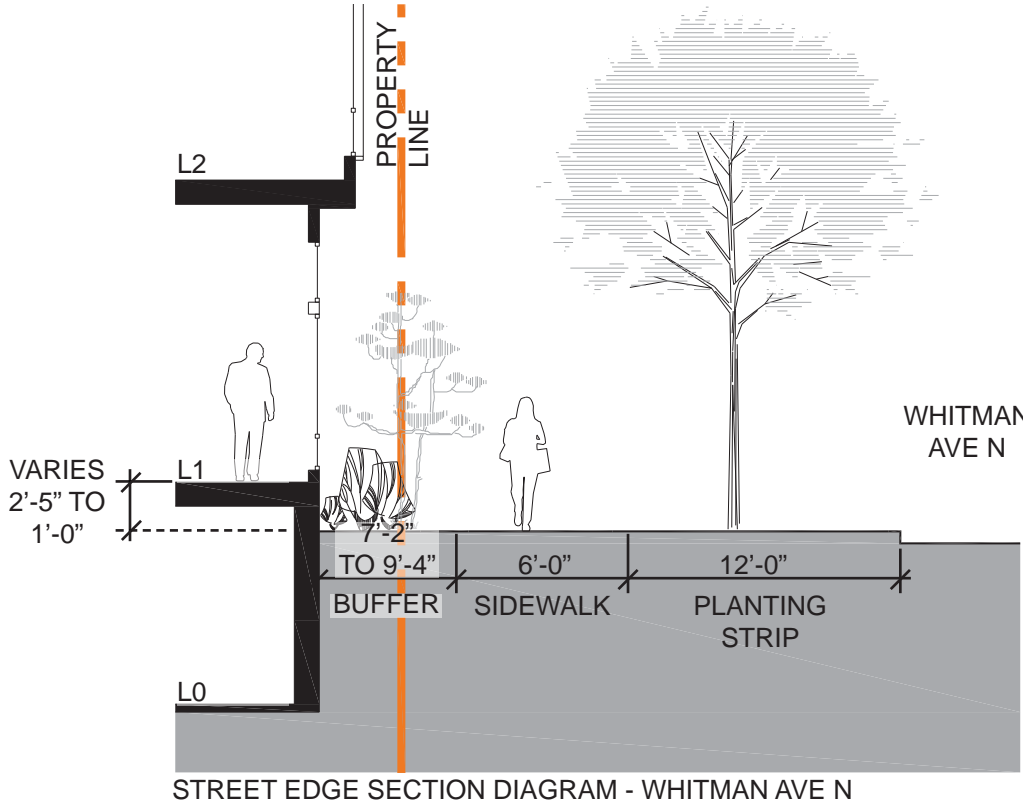 PROPERTY
LINE
L2
WHITMAN
AVE N
VARIES
2’-5” TO
1’-0”
L1
7’-2”
TO 9’-4”
BUFFER
6’-0”
SIDEWALK
12’-0”
PLANTING
STRIP
L0
STREET EDGE SECTION DIAGRAM - WHITMAN AVE N